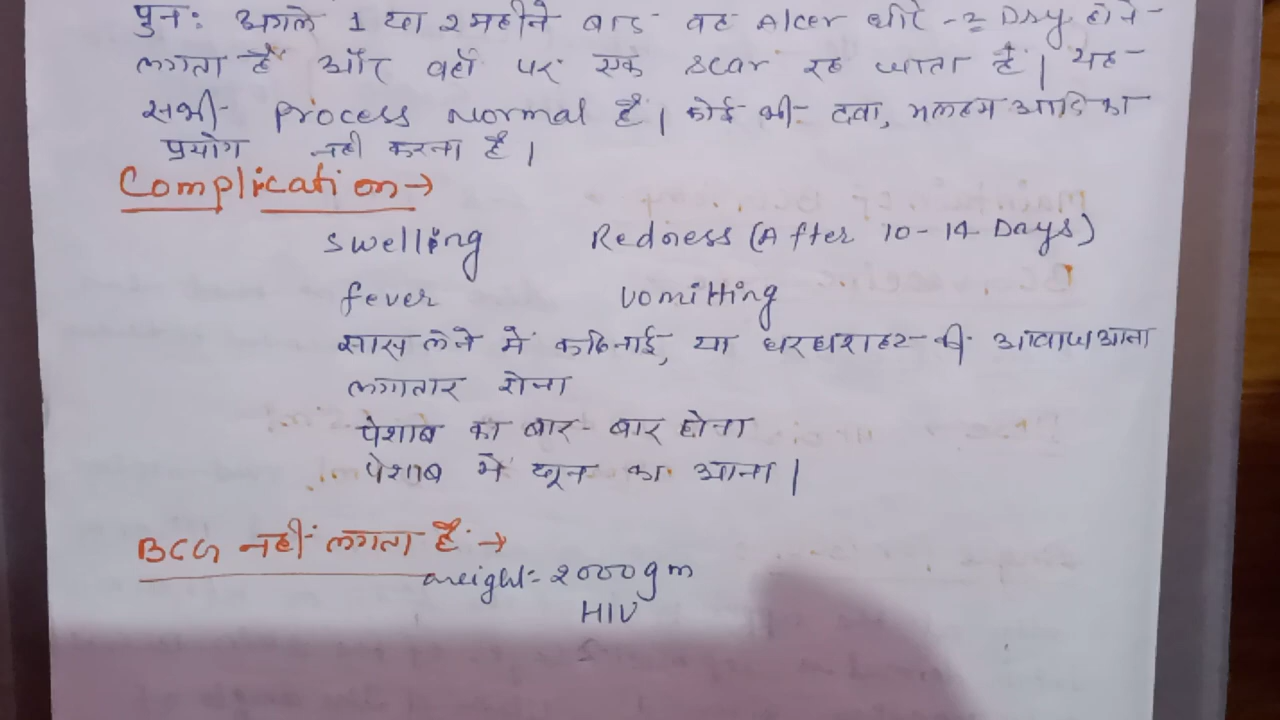 पुन: अगले 1 या 2 महीने बाद वह Alcer धीरे-2 Dry होने
लगता है और वहाँ पर एक scar रह जाता है| यह
सभी process normal है| कोई भी दवा, मलहम आदि का
प्रयोग नही करना है|
Complication→
swelling Redness (After 10-14 Days)
fever vomitting
सास लेने में कठिनाई, या घरघराहट की आवाज आना
लगातार रोना
पेशाब का बार-बार होना
पेशाब में खून का आना|
BCG नहीं लगता है→
weight:- 2000gm
HIV